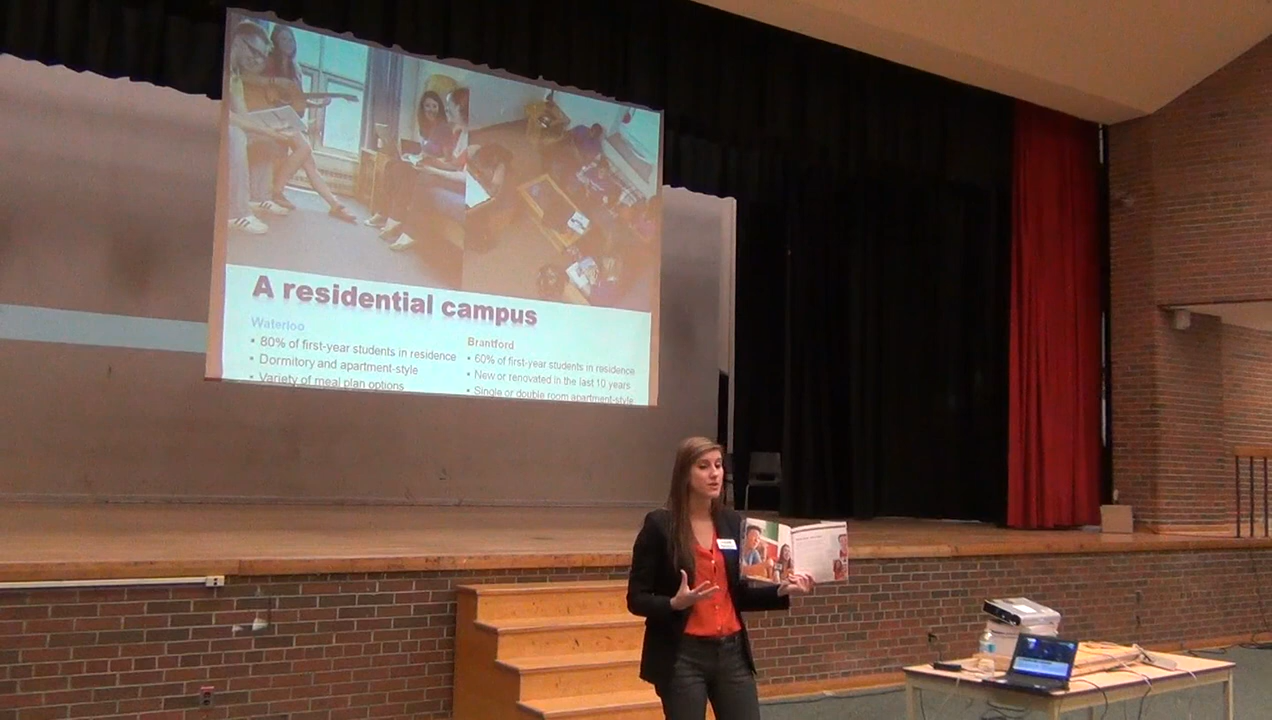 A residential campus
Waterloo
• 80% of first-year students in residence
• Dormitory and apartment-style
• Variety of meal plan options
Brantford
• 60% of first-year students in residence
• New or renovated in the last 10 years
• Single or double room apartment-style